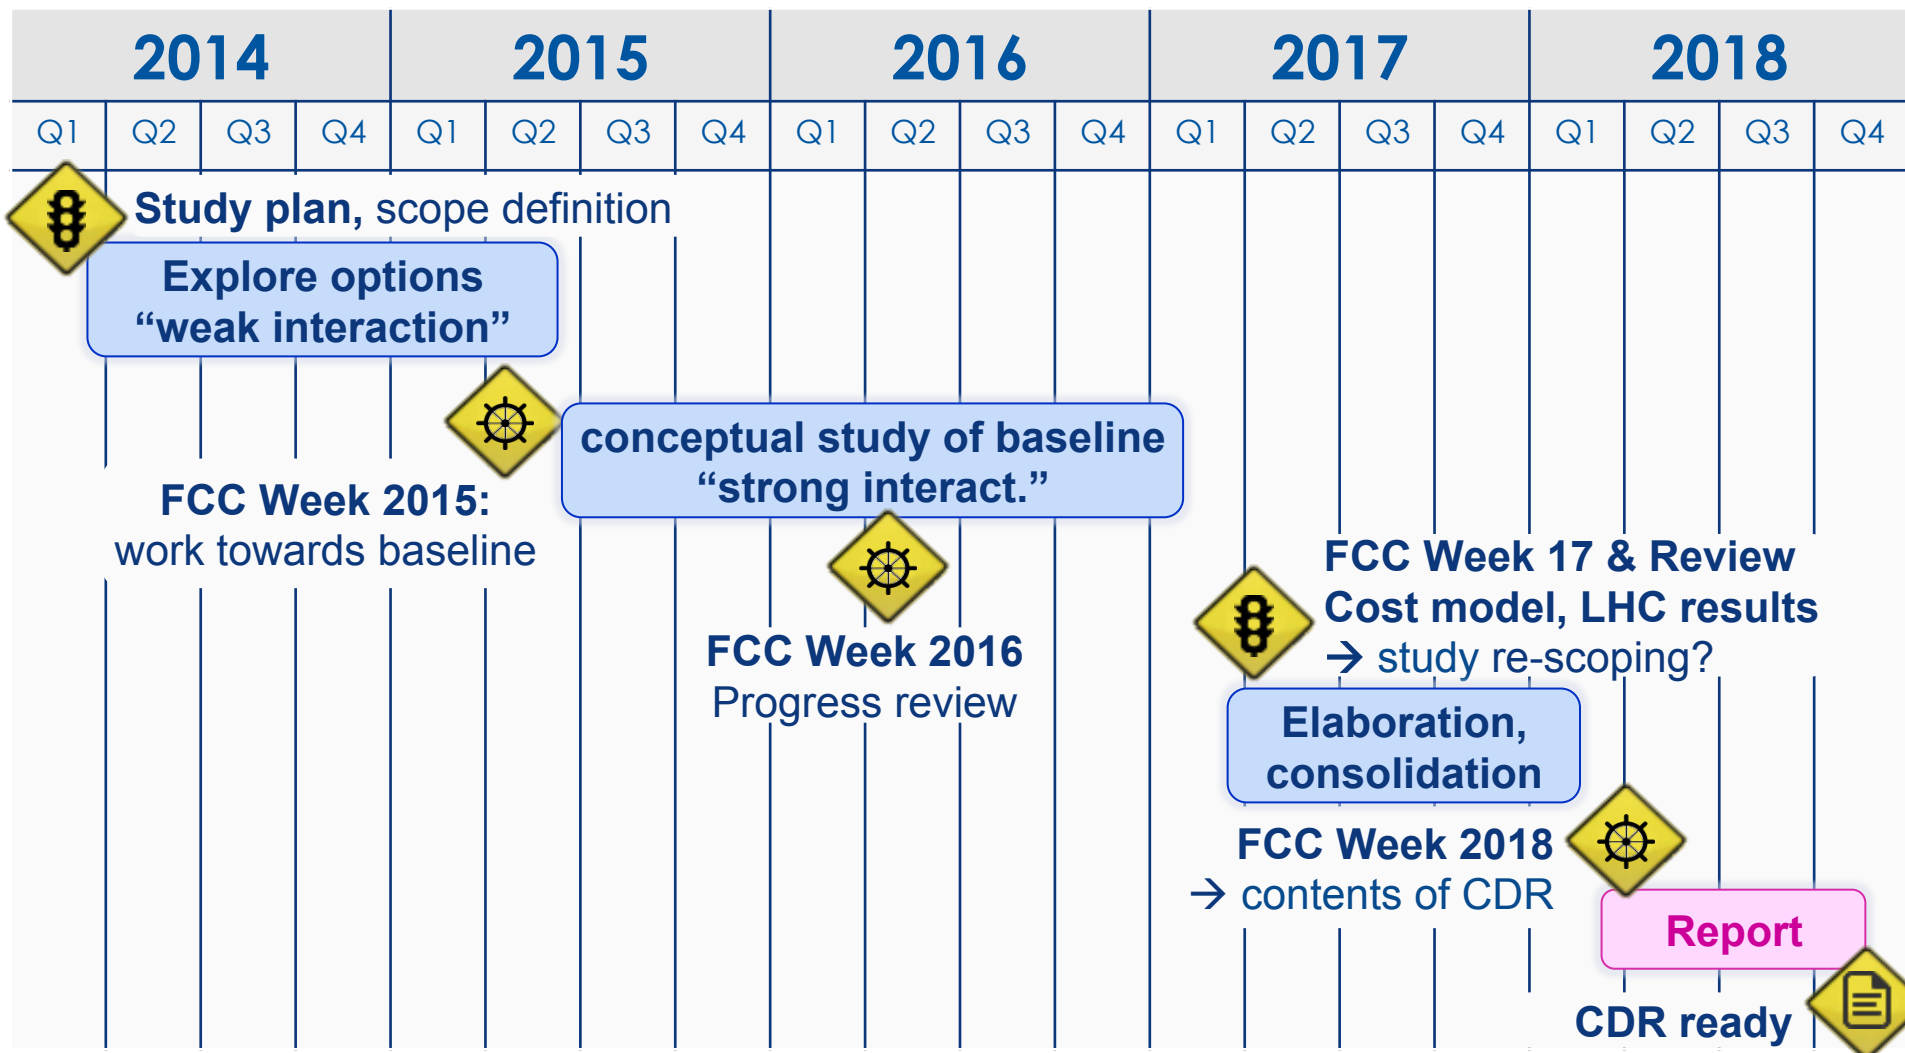 2014 2015 2016 2017 2018
Q1 Q2 Q3 Q4 Q1 Q2 Q3 Q4 Q1 Q2 Q3 Q4 Q1 Q2 Q3 Q4 Q1 Q2 Q3 Q4
Study plan, scope definition
Explore options
“weak interaction”
conceptual study of baseline
“strong interact.”
FCC Week 2015:
work towards baseline
FCC Week 2016
Progress review
FCC Week 17 & Review
Cost model, LHC results
→ study re-scoping?
Elaboration,
consolidation
FCC Week 2018
→ contents of CDR
Report
CDR ready